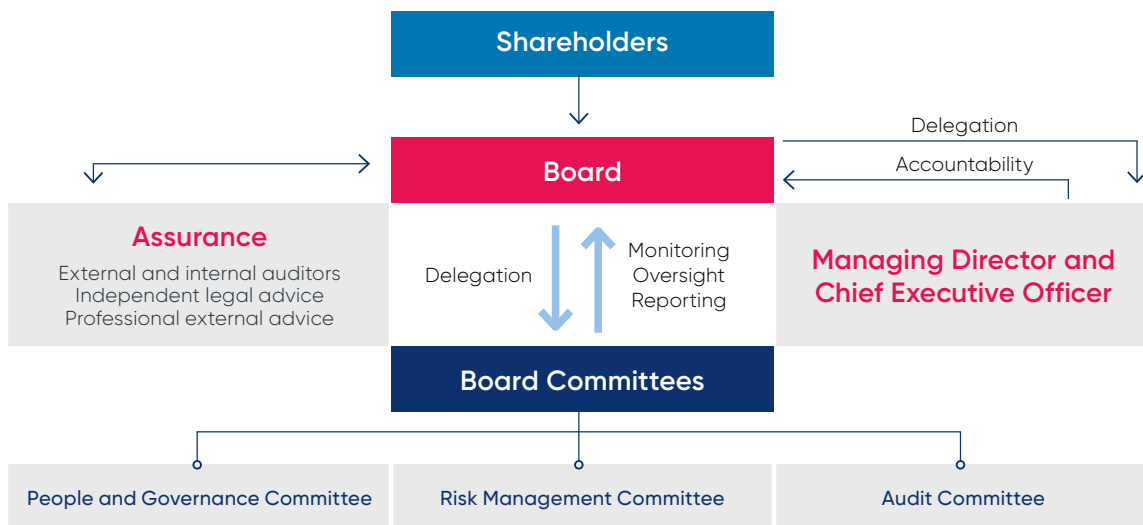 Shareholders
Delegation
Accountability
Board
Assurance
External and internal auditors
Independent legal advice
Professional external advice
Delegation
Monitoring
Oversight
Reporting
Managing Director and
Chief Executive Officer
Board Committees
People and Governance Committee
Risk Management Committee
Audit Committee